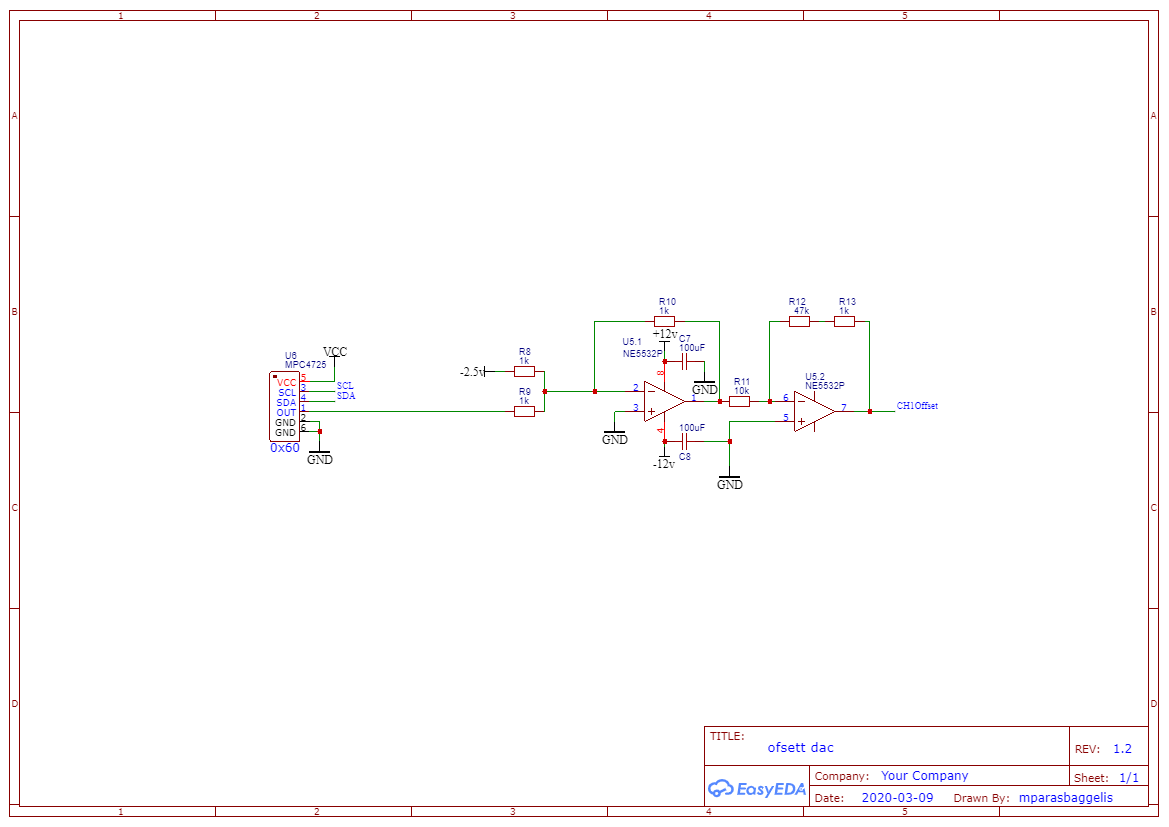 1 2 3 4 5
A A
R10 R12 R13
1k 47k 1k
+12v C7
U5.1 100uF
NE5532P
VCC R8
U6 1k
MPC4725
-2.5v 8
U5.2
VCC 5 SCL R9 GND R11 NE5532P
SCL 3 SDA 1k 2 1 10k 6
SDA 4 3 7 CH1Offset
OUT 1 5
GND 2 4 100uF
GND 6 GND
0x60 GND -12v C8
GND
B B
C C
D D
TITLE:
ofsett dac
REV: 1.2
EasyEDA
Company: Your Company
Sheet: 1/1
Date: 2020-03-09 Drawn By: mparasbaggelis
1 2 3 4 5